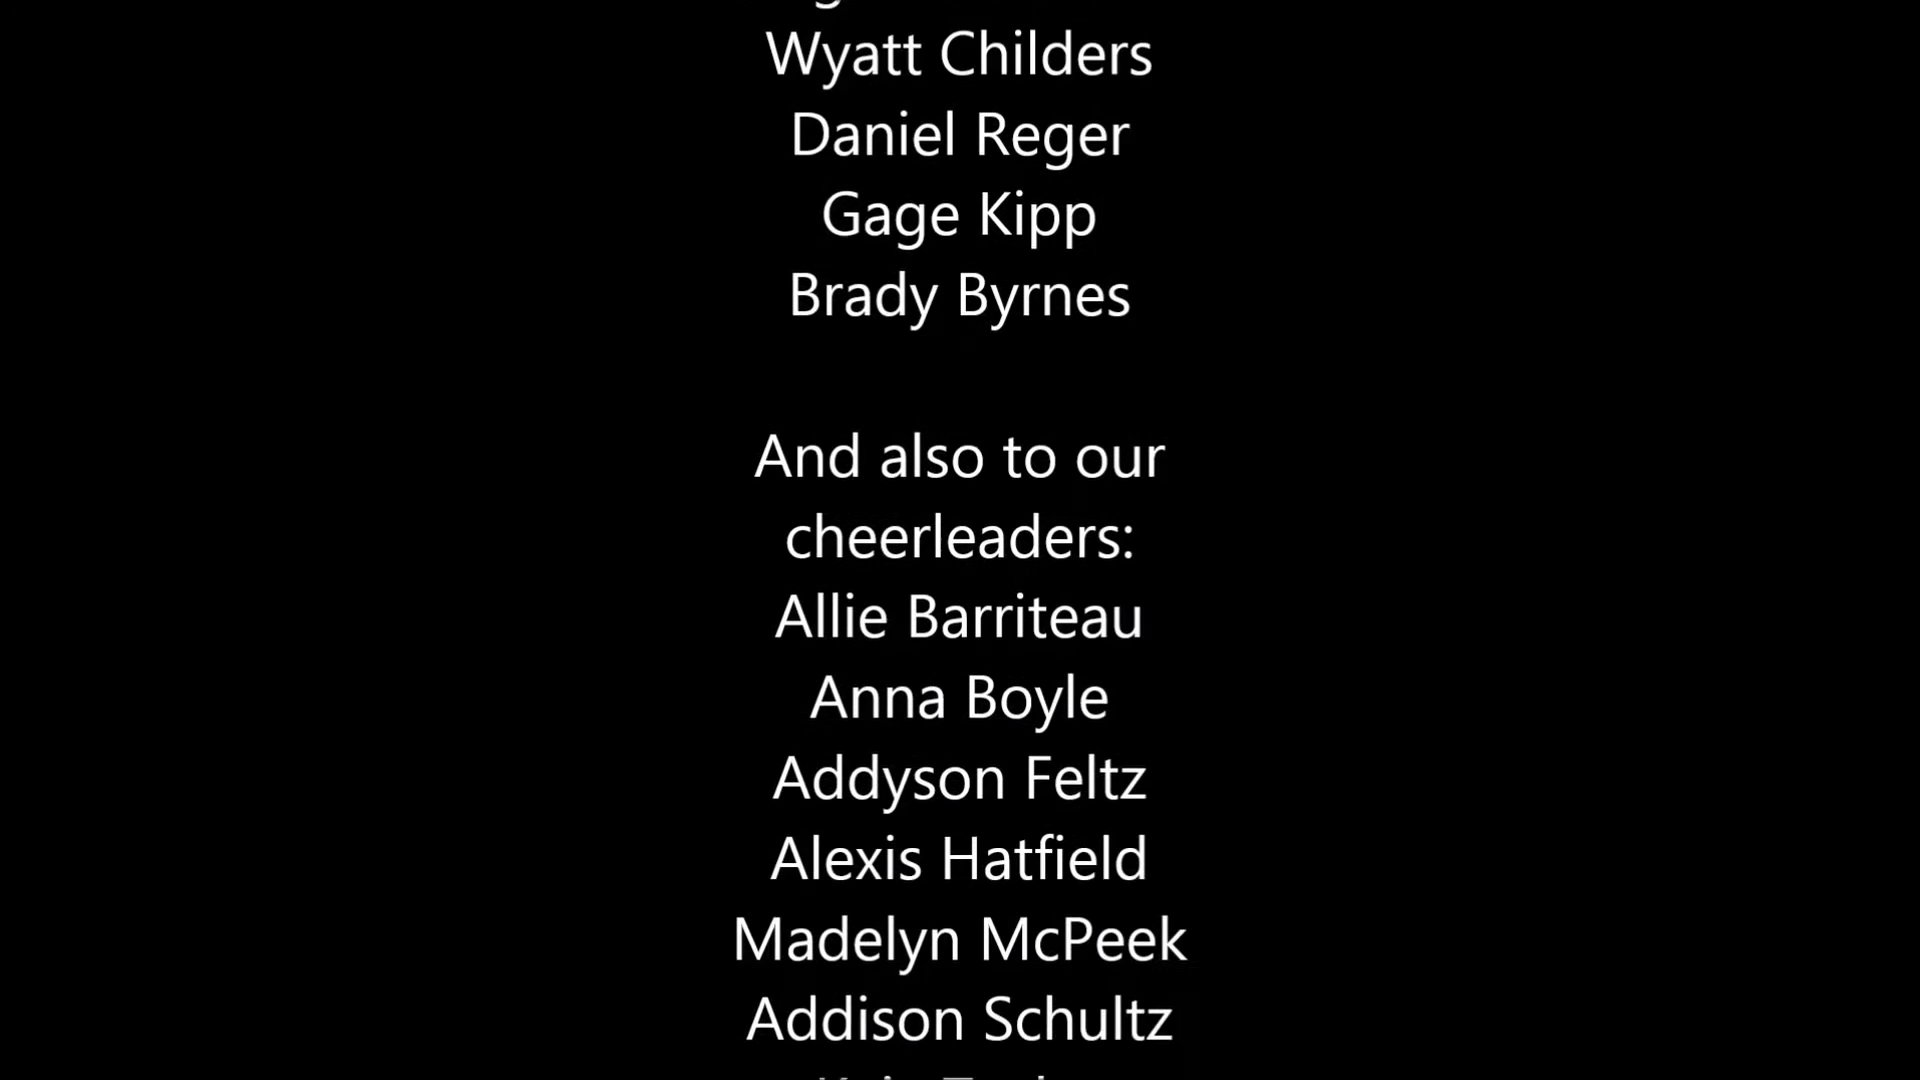 Wyatt Childers
Daniel Reger
Gage Kipp
Brady Byrnes
And also to our
cheerleaders:
Allie Barriteau
Anna Boyle
Addyson Feltz
Alexis Hatfield
Madelyn McPeek
Addison Schultz